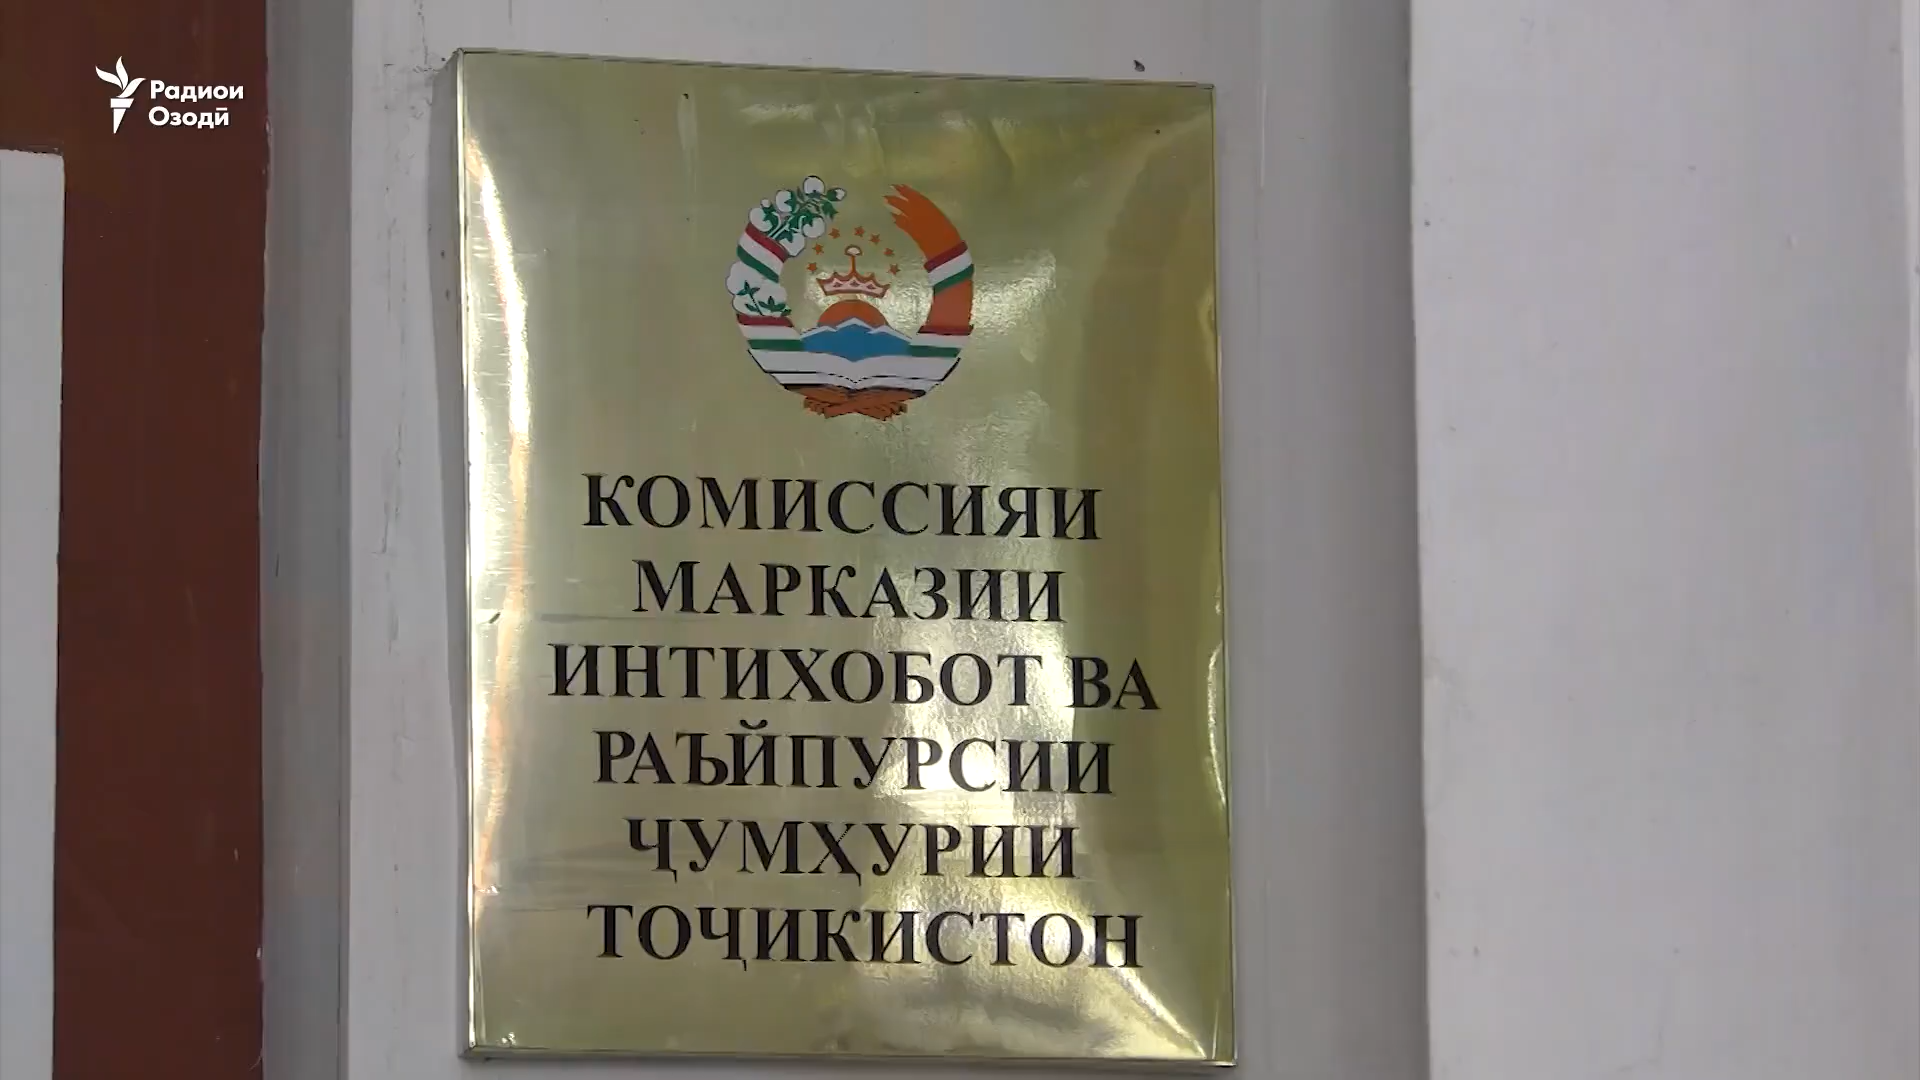 Радиои
Озодӣ
КОМИССИЯИ
МАРКАЗИИ
ИНТИХОБОТ ВА
РАЪЙПУРСИИ
ҶУМҲУРИИ
ТОҶИКИСТОН